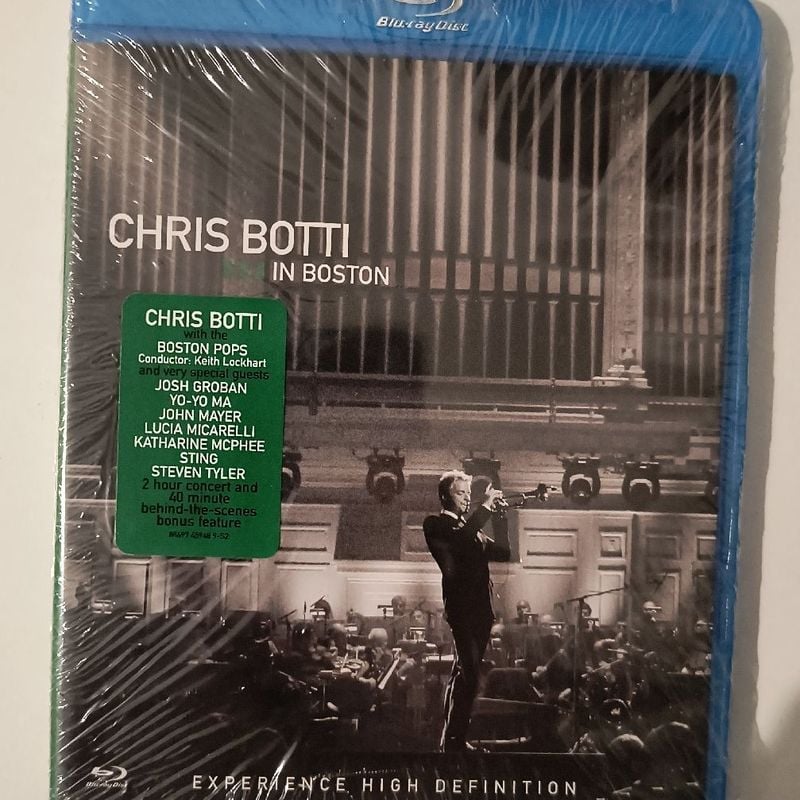 Blu-ray Disc
CHRIS BOTTI
IN BOSTON
CHRIS BOTTI
with the
BOSTON POPS
Conductor: Keith Lockhart
and very special guests
JOSH GROBAN
YO-YO MA
JOHN MAYER
LUCIA MICARELLI
KATHARINE MCPHEE
STING
STEVEN TYLER
2 hour concert and
40 minute
behind-the-scenes
bonus feature
Blu-ray Disc
EXPERIENCE HIGH DEFINITION